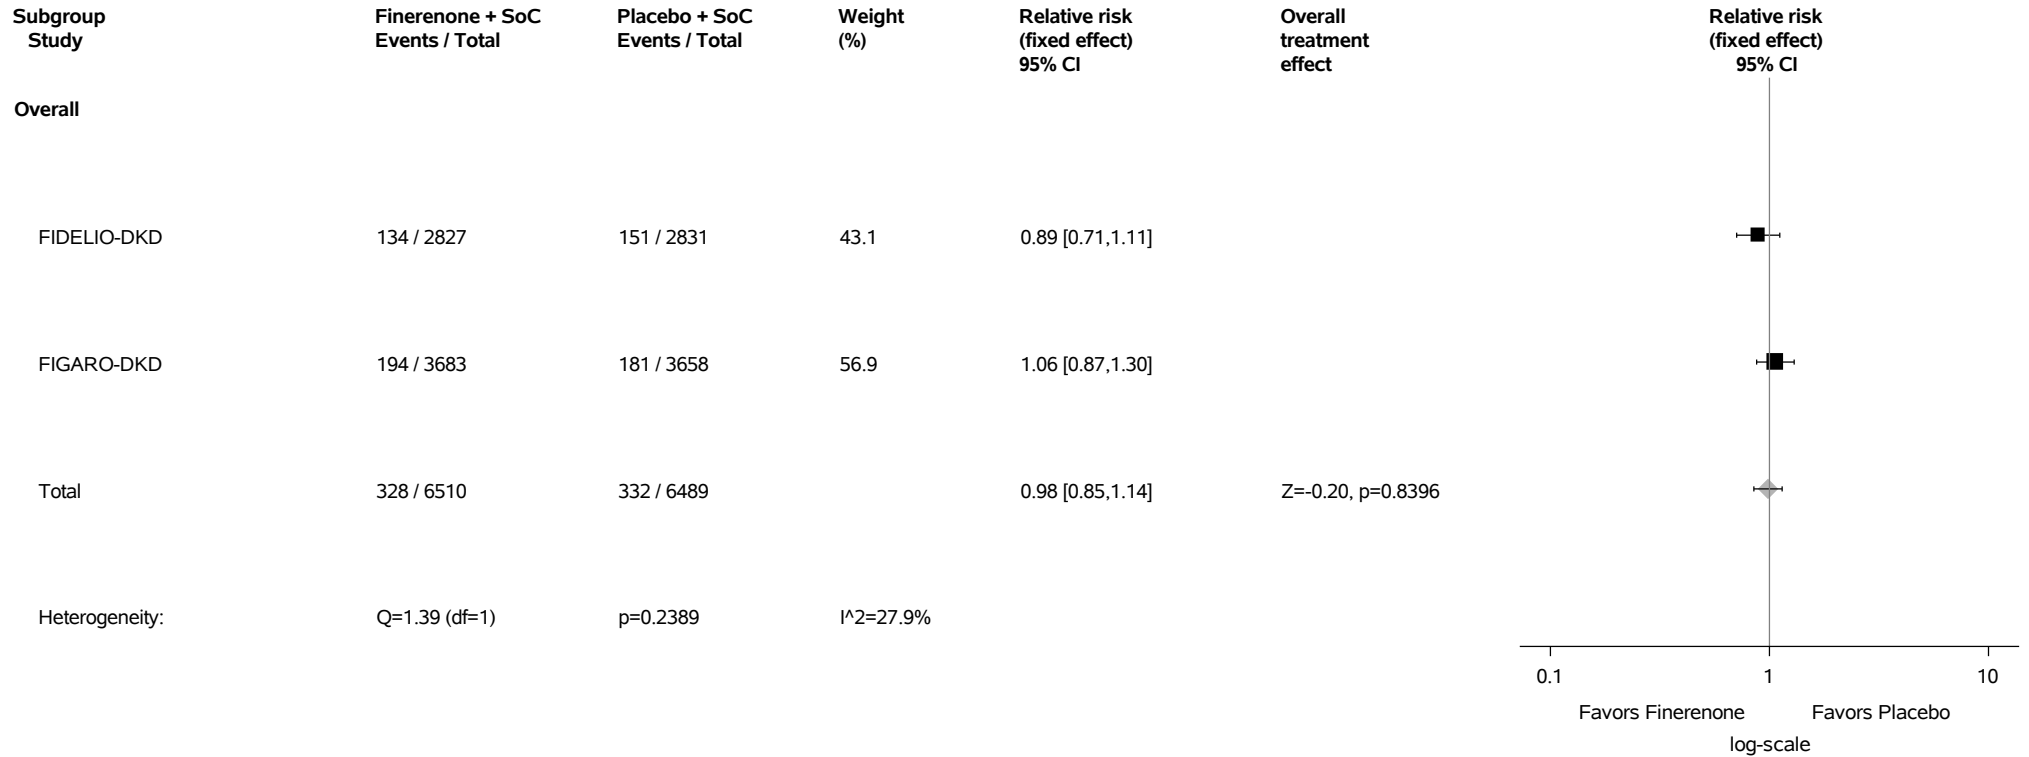 Subgroup Finerenone + SoC Placebo + SoC Weight Relative risk Overall Relative risk
Study Events / Total Events / Total (%) (fixed effect) treatment (fixed effect)
95% CI effect 95% CI
Overall
FIDELIO-DKD 134 / 2827 151 / 2831 43.1 0.89 [0.71,1.11]
FIGARO-DKD 194 / 3683 181 / 3658 56.9 1.06 [0.87,1.30]
Total 328 / 6510 332 / 6489 0.98 [0.85,1.14] Z=-0.20, p=0.8396
Heterogeneity: Q=1.39 (df=1) p=0.2389 I^2=27.9%
0.1 1 10
Favors Finerenone Favors Placebo
log-scale